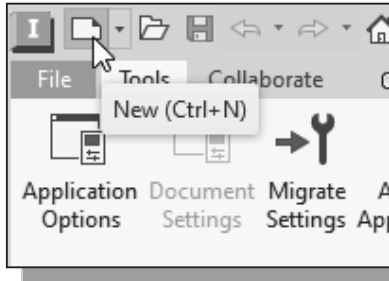 I
File Tools Collaborate
New (Ctrl+N)
Application Document Migrate
Options Settings Settings